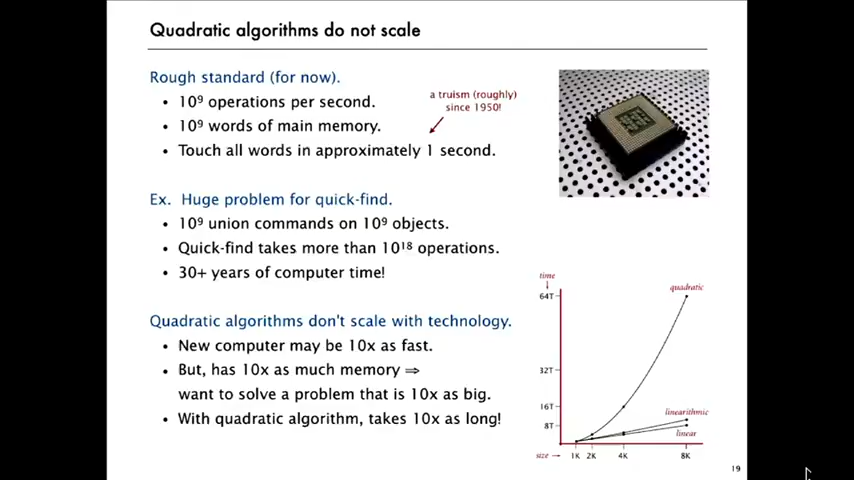 Quadratic algorithms do not scale
Rough standard (for now).
• 10⁹ operations per second.
• 10⁹ words of main memory.
• Touch all words in approximately 1 second.
a truism (roughly)
since 1950!
Ex. Huge problem for quick-find.
• 10⁹ union commands on 10⁹ objects.
• Quick-find takes more than 10¹⁸ operations.
• 30+ years of computer time!
Quadratic algorithms don't scale with technology.
• New computer may be 10x as fast.
• But, has 10x as much memory ⇒
want to solve a problem that is 10x as big.
• With quadratic algorithm, takes 10x as long!
time
↓
64T
quadratic
32T
16T
linearithmic
8T
linear
size → 1K 2K 4K 8K
19